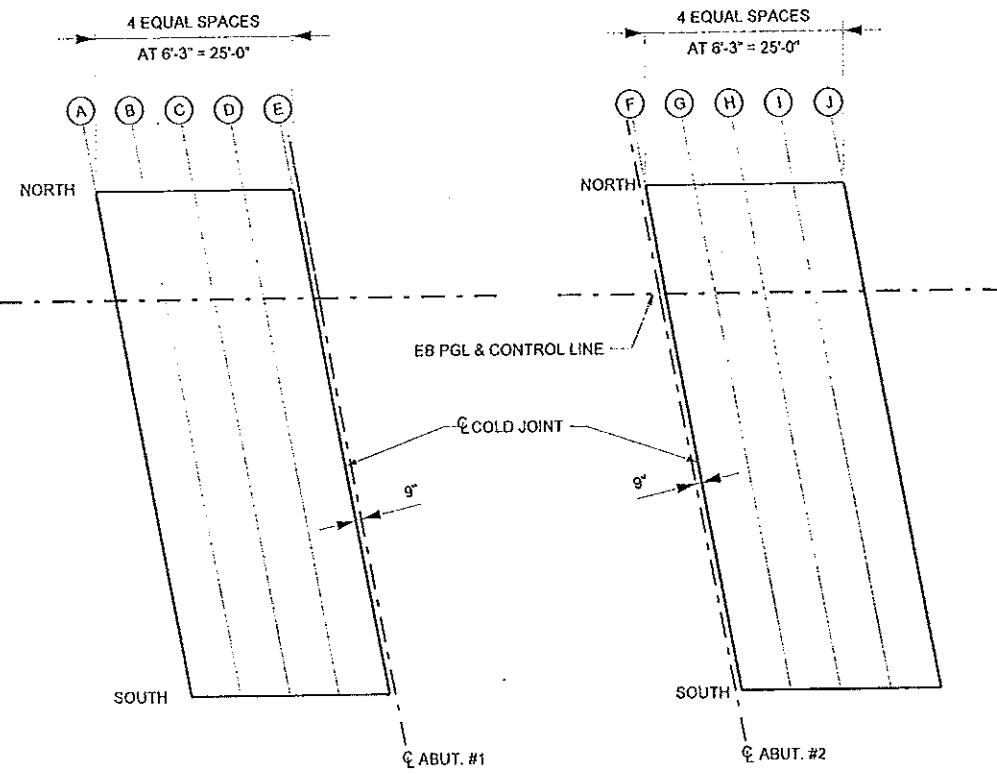 4 EQUAL SPACES
AT 6'-3" = 25'-0"
4 EQUAL SPACES
AT 6'-3" = 25'-0"
A B C D E
F G H I J
NORTH
NORTH
EB PGL & CONTROL LINE
℄ COLD JOINT
9"
9"
SOUTH
SOUTH
℄ ABUT. #1
℄ ABUT. #2